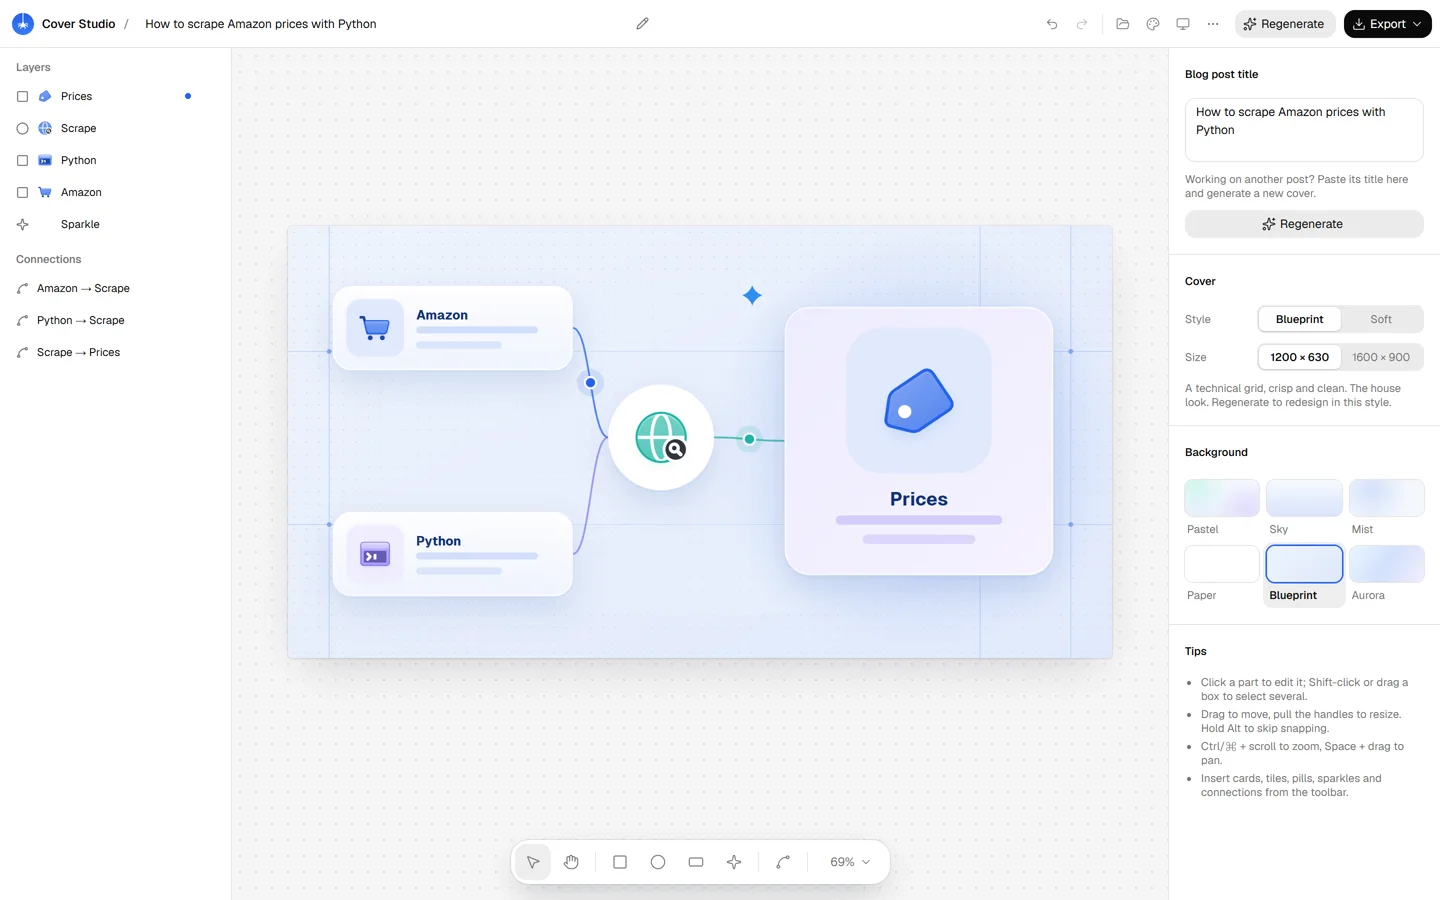 Cover Studio / How to scrape Amazon prices with Python
Regenerate
Export
Layers
Prices
Scrape
Python
Amazon
Sparkle
Connections
Amazon → Scrape
Python → Scrape
Scrape → Prices
Amazon
Python
Prices
69%
Blog post title
How to scrape Amazon prices with
Python
Working on another post? Paste its title here
and generate a new cover.
Regenerate
Cover
Style
Blueprint
Soft
Size
1200 × 630
1600 × 900
A technical grid, crisp and clean. The house
look. Regenerate to redesign in this style.
Background
Pastel
Sky
Mist
Paper
Blueprint
Aurora
Tips
• Click a part to edit it; Shift-click or drag a
box to select several.
• Drag to move, pull the handles to resize.
Hold Alt to skip snapping.
• Ctrl/⌘ + scroll to zoom, Space + drag to
pan.
• Insert cards, tiles, pills, sparkles and
connections from the toolbar.